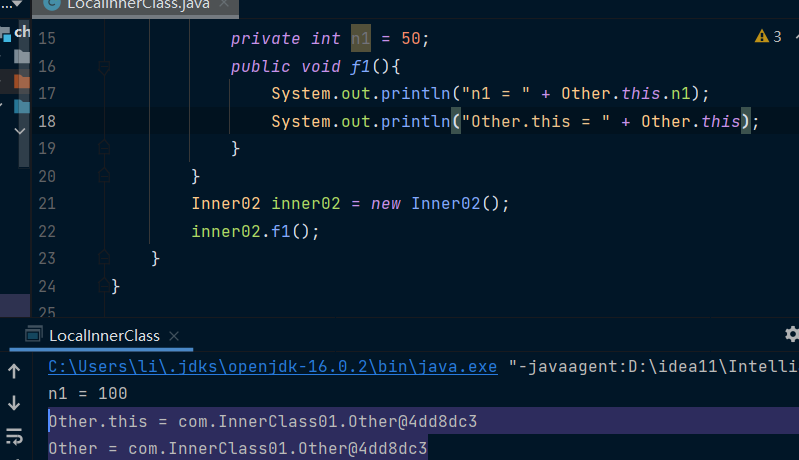 LocalInnerClass.java
ch
15 private int n1 = 50;
3
16 public void f1(){
17 System.out.println("n1 = " + Other.this.n1);
18 System.out.println("Other.this = " + Other.this);
19 }
20 }
21 Inner02 inner02 = new Inner02();
22 inner02.f1();
23 }
24 }
25
LocalInnerClass
C:\Users\li\.jdks\openjdk-16.0.2\bin\java.exe "-javaagent:D:\idea11\Intelli
n1 = 100
Other.this = com.InnerClass01.Other@4dd8dc3
Other = com.InnerClass01.Other@4dd8dc3